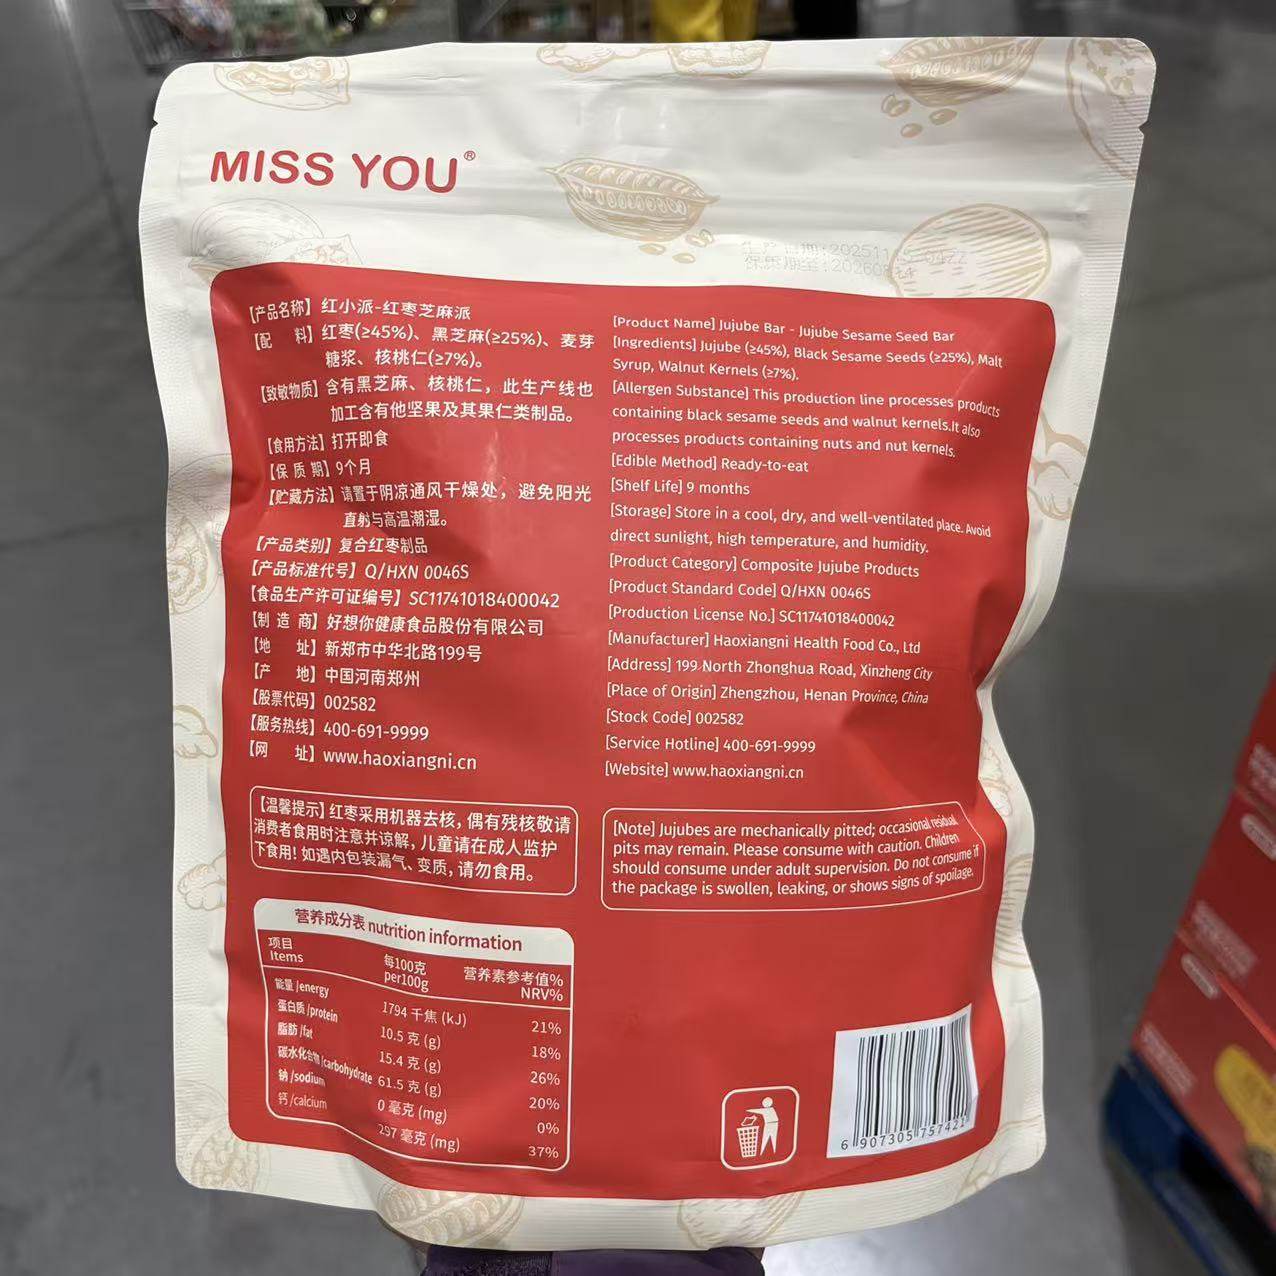 MISS YOU®
【产品名称】红小派-红枣芝麻派
【配 料】红枣(≥45%)、黑芝麻(≥25%)、麦芽
糖浆、核桃仁(≥7%)。
【致敏物质】含有黑芝麻、核桃仁，此生产线也
加工含有他坚果及其果仁类制品。
【食用方法】打开即食
【保 质 期】9个月
【贮藏方法】请置于阴凉通风干燥处，避免阳光
直射与高温潮湿。
【产品类别】复合红枣制品
【产品标准代号】Q/HXN 0046S
【食品生产许可证编号】SC11741018400042
【制 造 商】好想你健康食品股份有限公司
【地 址】新郑市中华北路199号
【产 地】中国河南郑州
【股票代码】002582
【服务热线】400-691-9999
【网 址】www.haoxiangni.cn
【温馨提示】红枣采用机器去核，偶有残核敬请
消费者食用时注意并谅解，儿童请在成人监护
下食用！如遇内包装漏气、变质，请勿食用。
[Product Name] Jujube Bar - Jujube Sesame Seed Bar
[Ingredients] Jujube (≥45%), Black Sesame Seeds (≥25%), Malt
Syrup, Walnut Kernels (≥7%).
[Allergen Substance] This production line processes products
containing black sesame seeds and walnut kernels.It also
processes products containing nuts and nut kernels.
[Edible Method] Ready-to-eat
[Shelf Life] 9 months
[Storage] Store in a cool, dry, and well-ventilated place. Avoid
direct sunlight, high temperature, and humidity.
[Product Category] Composite Jujube Products
[Product Standard Code] Q/HXN 0046S
[Production License No.] SC11741018400042
[Manufacturer] Haoxiangni Health Food Co., Ltd
[Address] 199 North Zhonghua Road, Xinzheng City
[Place of Origin] Zhengzhou, Henan Province, China
[Stock Code] 002582
[Service Hotline] 400-691-9999
[Website] www.haoxiangni.cn
[Note] Jujubes are mechanically pitted; occasional residual
pits may remain. Please consume with caution. Children
should consume under adult supervision. Do not consume if
the package is swollen, leaking, or shows signs of spoilage.
营养成分表 nutrition information
项目 每100克 营养素参考值%
Items per100g NRV%
能量/energy 1794 千焦 (kJ) 21%
蛋白质/protein 10.5 克 (g) 18%
脂肪/fat 15.4 克 (g) 26%
碳水化合物/carbohydrate 61.5 克 (g) 20%
钠/sodium 0 毫克 (mg) 0%
钙/calcium 297 毫克 (mg) 37%
6 907305 757421